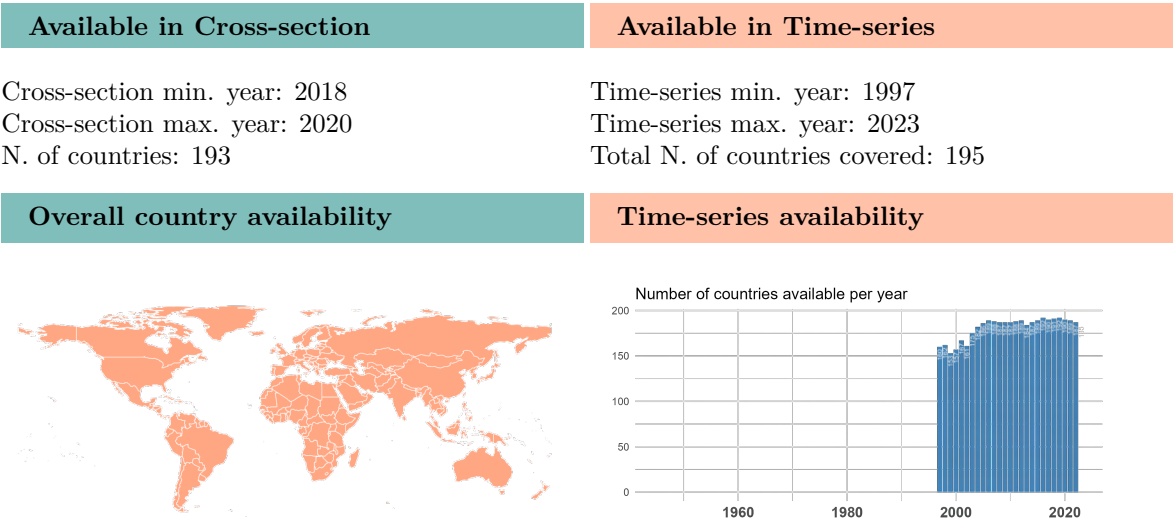 Available in Cross-section
Available in Time-series
Cross-section min. year: 2018
Cross-section max. year: 2020
N. of countries: 193
Time-series min. year: 1997
Time-series max. year: 2023
Total N. of countries covered: 195
Overall country availability
Time-series availability
Number of countries available per year
200
150
100
50
0
1960
1980
2000
2020